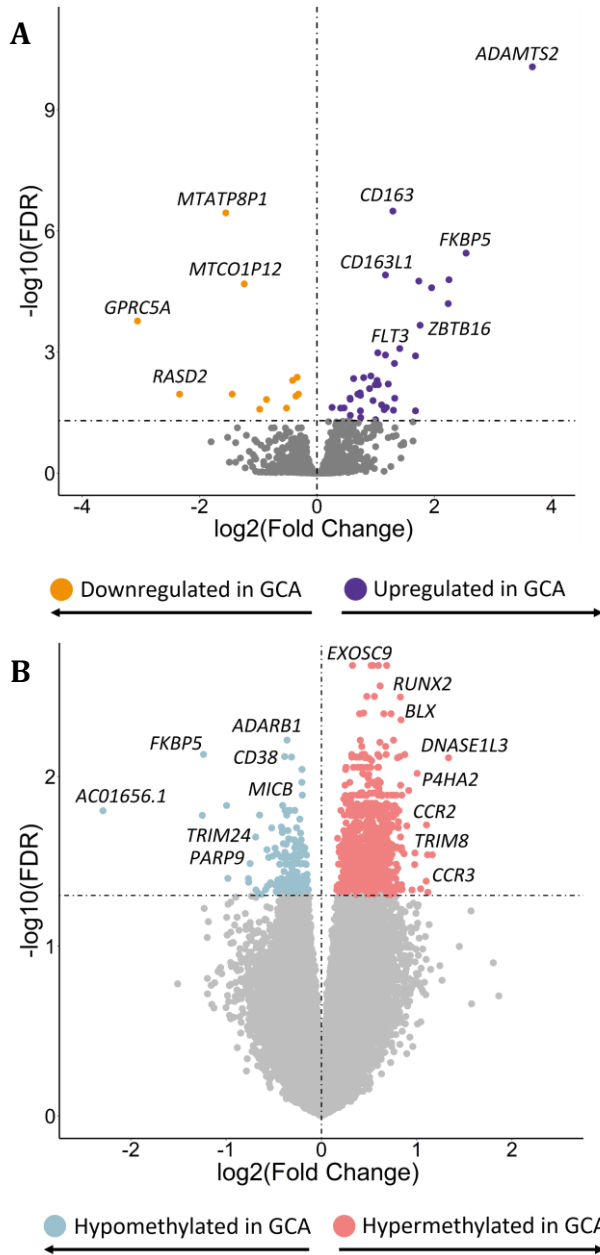 A
ADAMTS2
9
MTATP8P1
CD163
6
FKBP5
MTCO1P12
CD163L1
GPRC5A
ZBTB16
-log10(FDR)
FLT3
3
RASD2
0
-4 -2 0 2 4
log2(Fold Change)
Downregulated in GCA Upregulated in GCA
B
EXOSC9
RUNX2
ADARB1
BLX
FKBP5
CD38
DNASE1L3
2
MICB
P4HA2
AC01656.1
CCR2
TRIM24
TRIM8
PARP9
CCR3
-log10(FDR)
1
0
-2 -1 0 1 2
log2(Fold Change)
Hypomethylated in GCA Hypermethylated in GCA